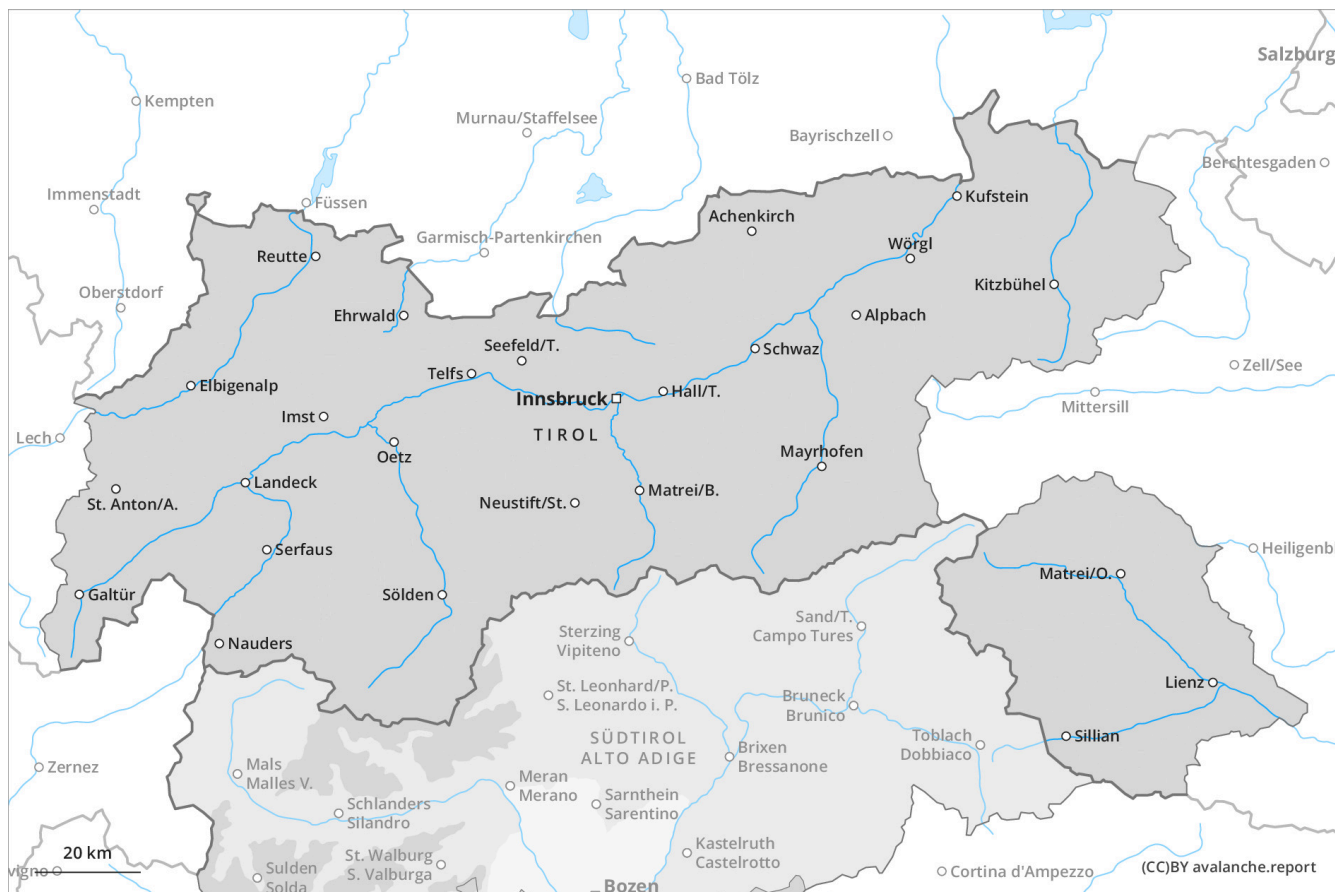 Salzburg
Bad Tölz
Kempten
Murnau/Staffelsee
Bayrischzell
Berchtesgaden
Immenstadt
Füssen
Kufstein
Achenkirch
Garmisch-Partenkirchen
Wörgl
Reutte
Kitzbühel
Oberstdorf
Ehrwald
Alpbach
Seefeld/T.
Schwaz
Zell/See
Telfs
Elbigenalp
Hall/T.
Innsbruck
Mittersill
Imst
TIROL
Lech
Oetz
Mayrhofen
Landeck
Matrei/B.
St. Anton/A.
Neustift/St.
Serfaus
Heiligenb
Matrei/O.
Galtür
Sölden
Sand/T.
Campo Tures
Sterzing
Vipiteno
Nauders
Lienz
St. Leonhard/P.
S. Leonardo i. P.
Bruneck
Brunico
SÜDTIROL
ALTO ADIGE
Toblach
Dobbiaco
Sillian
Brixen
Bressanone
Zernez
Mals
Malles V.
Meran
Merano
Schlanders
Silandro
Sarnthein
Sarentino
20 km
vigno
St. Walburg
S. Valburga
Kastelruth
Castelrotto
Sulden
Solda
Cortina d'Ampezzo
(CC)BY avalanche.report
Bozen